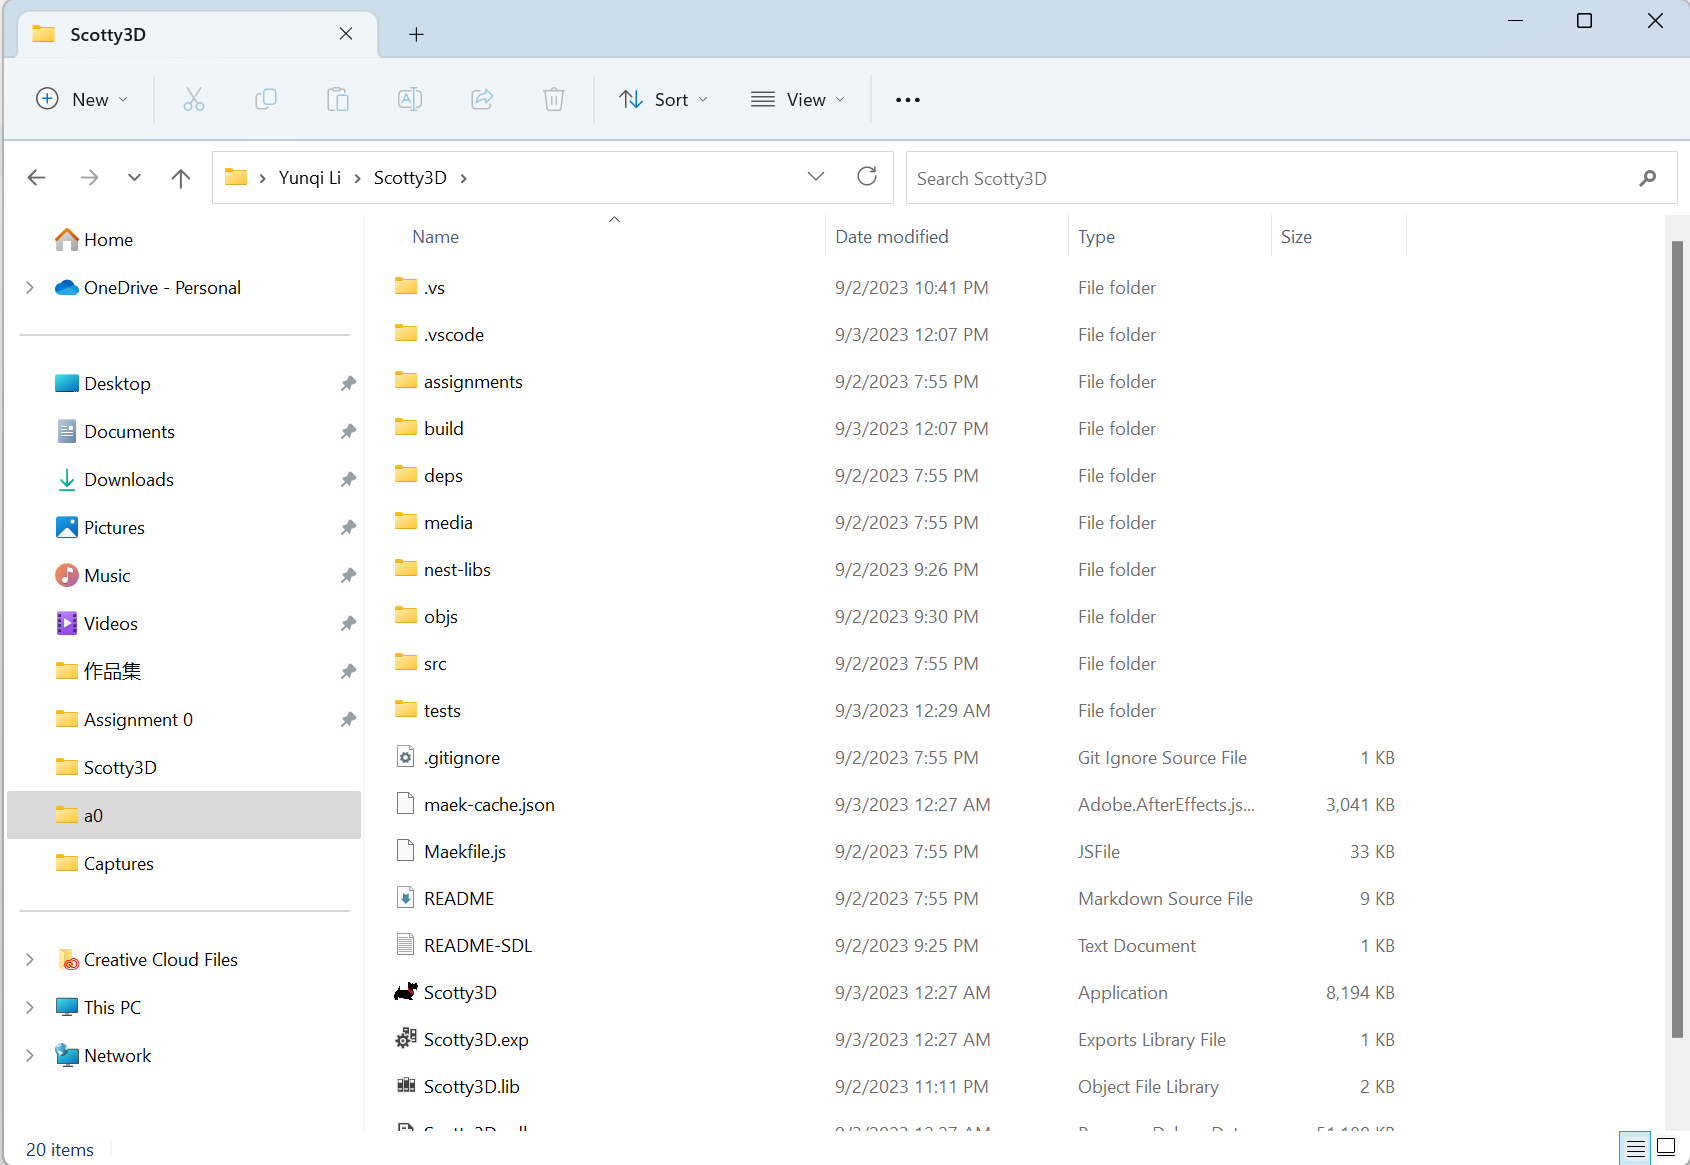 Scotty3D
New
Sort
View
Yunqi Li
Scotty3D
Search Scotty3D
Home
OneDrive - Personal
Desktop
Documents
Downloads
Pictures
Music
Videos
作品集
Assignment 0
Scotty3D
a0
Captures
Creative Cloud Files
This PC
Network
Name Date modified Type Size
.vs 9/2/2023 10:41 PM File folder
.vscode 9/3/2023 12:07 PM File folder
assignments 9/2/2023 7:55 PM File folder
build 9/3/2023 12:07 PM File folder
deps 9/2/2023 7:55 PM File folder
media 9/2/2023 7:55 PM File folder
nest-libs 9/2/2023 9:26 PM File folder
objs 9/2/2023 9:30 PM File folder
src 9/2/2023 7:55 PM File folder
tests 9/3/2023 12:29 AM File folder
.gitignore 9/2/2023 7:55 PM Git Ignore Source File 1 KB
maek-cache.json 9/3/2023 12:27 AM Adobe.AfterEffects.js... 3,041 KB
Maekfile.js 9/2/2023 7:55 PM JSFile 33 KB
README 9/2/2023 7:55 PM Markdown Source File 9 KB
README-SDL 9/2/2023 9:25 PM Text Document 1 KB
Scotty3D 9/3/2023 12:27 AM Application 8,194 KB
Scotty3D.exp 9/3/2023 12:27 AM Exports Library File 1 KB
Scotty3D.lib 9/2/2023 11:11 PM Object File Library 2 KB
20 items